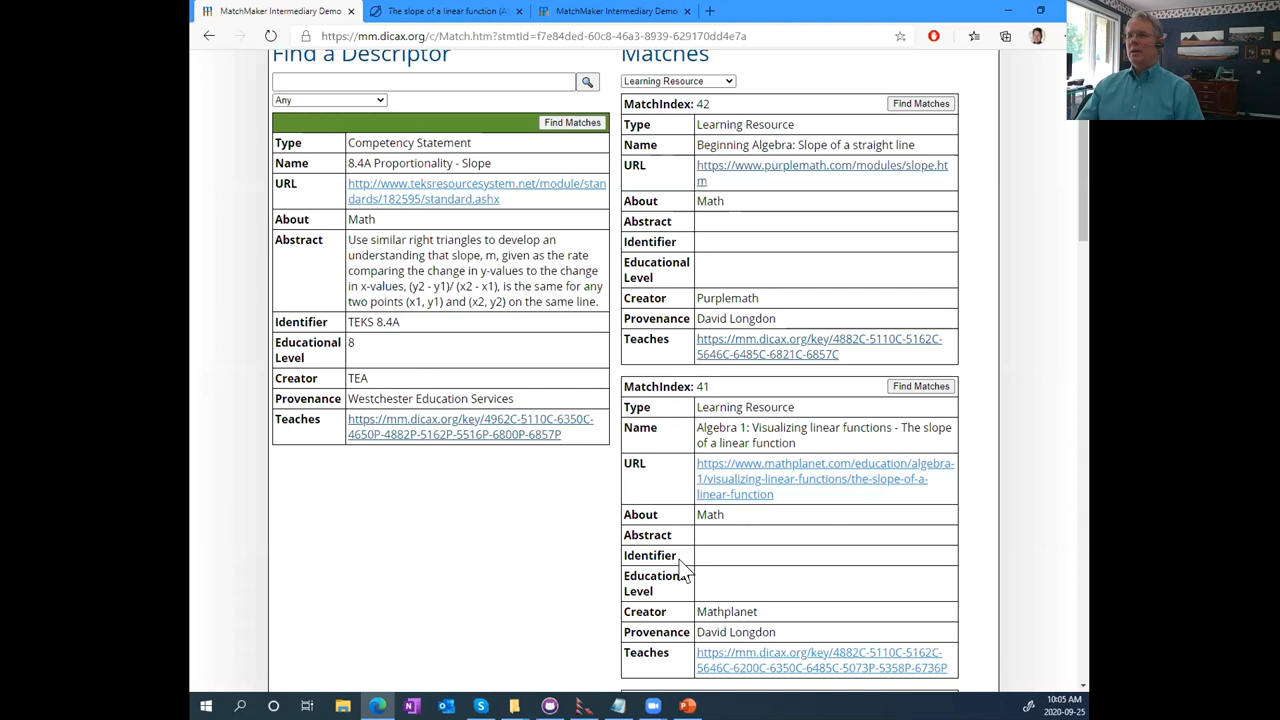 MatchMaker Intermediary Demo
The slope of a linear function (A
MatchMaker Intermediary Demo
https://mm.dicax.org/c/Match.htm?stmtId=f7e84ded-60c8-46a3-8939-629170dd4e7a
Find a Descriptor
Any
Find Matches
Type Competency Statement
Name 8.4A Proportionality - Slope
URL http://www.teksresourcesystem.net/module/stan
dards/182595/standard.ashx
About Math
Abstract Use similar right triangles to develop an
understanding that slope, m, given as the rate
comparing the change in y-values to the change
in x-values, (y2 - y1)/ (x2 - x1), is the same for any
two points (x1, y1) and (x2, y2) on the same line.
Identifier TEKS 8.4A
Educational 8
Level
Creator TEA
Provenance Westchester Education Services
Teaches https://mm.dicax.org/key/4962C-5110C-6350C-
4650P-4882P-5162P-5516P-6800P-6857P
Matches
Learning Resource
MatchIndex: 42 Find Matches
Type Learning Resource
Name Beginning Algebra: Slope of a straight line
URL https://www.purplemath.com/modules/slope.ht
m
About Math
Abstract
Identifier
Educational
Level
Creator Purplemath
Provenance David Longdon
Teaches https://mm.dicax.org/key/4882C-5110C-5162C-
5646C-6485C-6821C-6857C
MatchIndex: 41 Find Matches
Type Learning Resource
Name Algebra 1: Visualizing linear functions - The slope
of a linear function
URL https://www.mathplanet.com/education/algebra-
1/visualizing-linear-functions/the-slope-of-a-
linear-function
About Math
Abstract
Identifier
Educational
Level
Creator Mathplanet
Provenance David Longdon
Teaches https://mm.dicax.org/key/4882C-5110C-5162C-
5646C-6200C-6350C-6485C-5073P-5358P-6736P
10:05 AM
2020-09-25